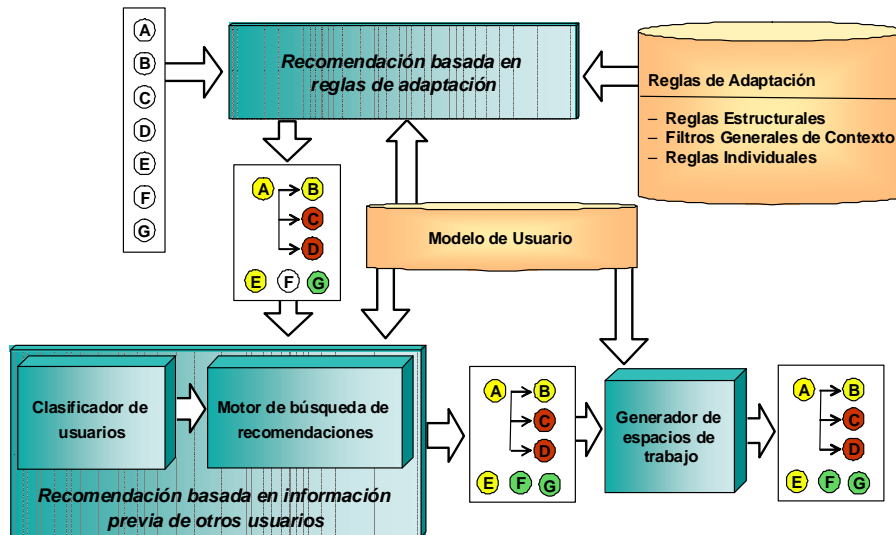 A
B
C
D
E
F
G
Recomendación basada en
reglas de adaptación
Reglas de Adaptación
– Reglas Estructurales
– Filtros Generales de Contexto
– Reglas Individuales
A B
C
D
E F G
Modelo de Usuario
Clasificador de
usuarios
Motor de búsqueda de
recomendaciones
Recomendación basada en información
previa de otros usuarios
A B
C
D
E F G
Generador de
espacios de
trabajo
A B
C
D
E F G